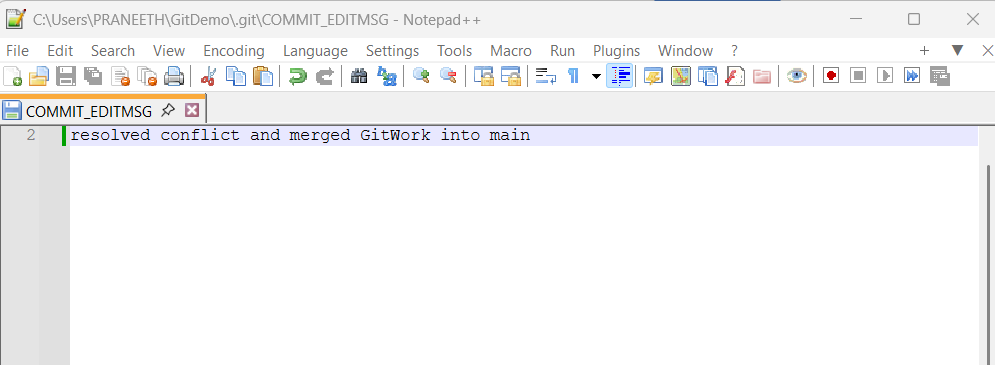 C:\Users\PRANEETH\GitDemo\.git\COMMIT_EDITMSG - Notepad++
File Edit Search View Encoding Language Settings Tools Macro Run Plugins Window ? + ▼ X
COMMIT_EDITMSG
2 resolved conflict and merged GitWork into main